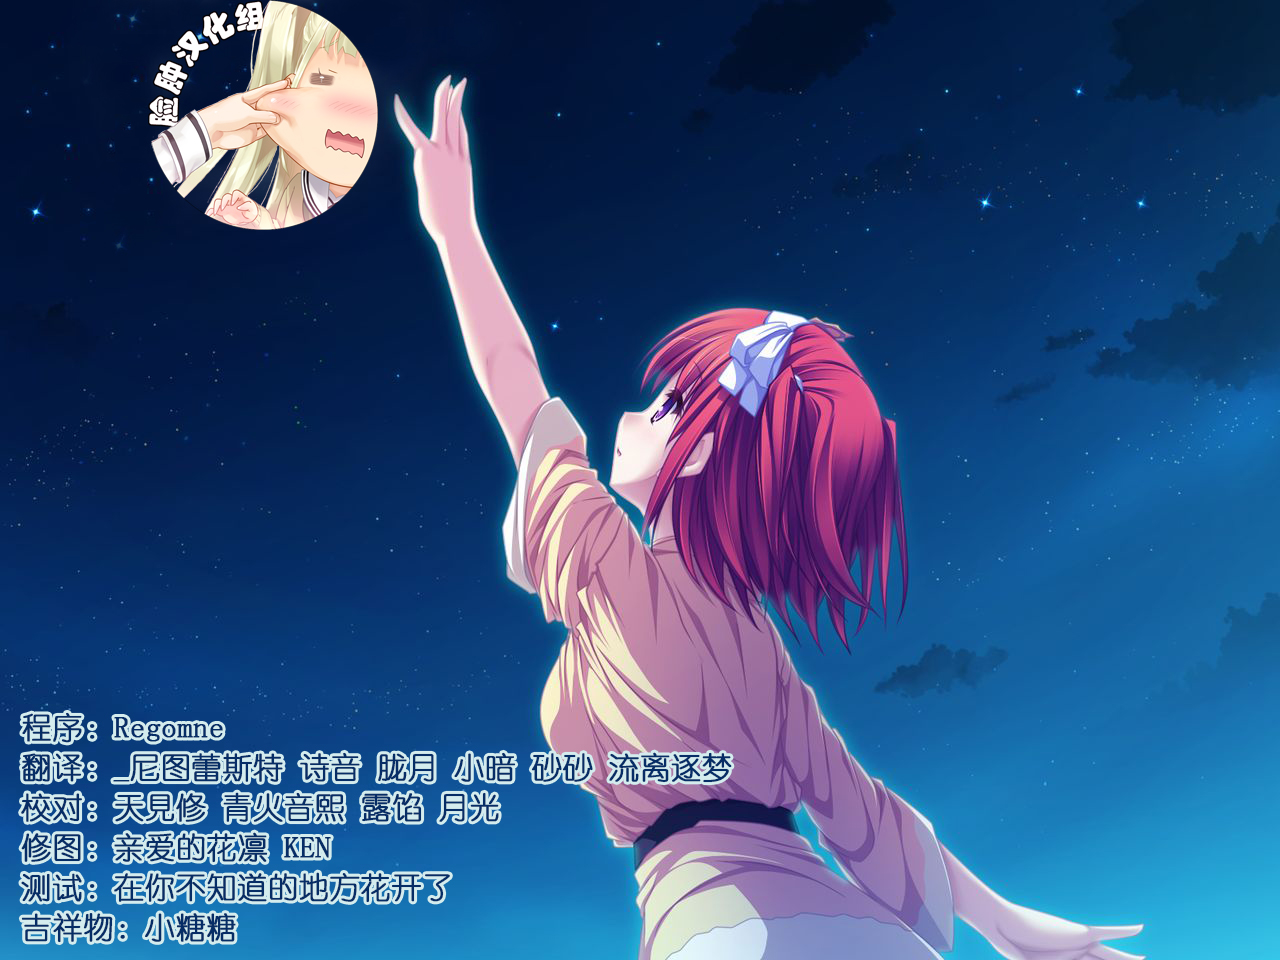 脸肿汉化组
程序：Regomne
翻译：_尼图蕾斯特 诗音 胧月 小暗 砂砂 流离逐梦
校对：天見修 青火音熙 露馅 月光
修图：亲爱的花凛 KEN
测试：在你不知道的地方花开了
吉祥物：小糖糖